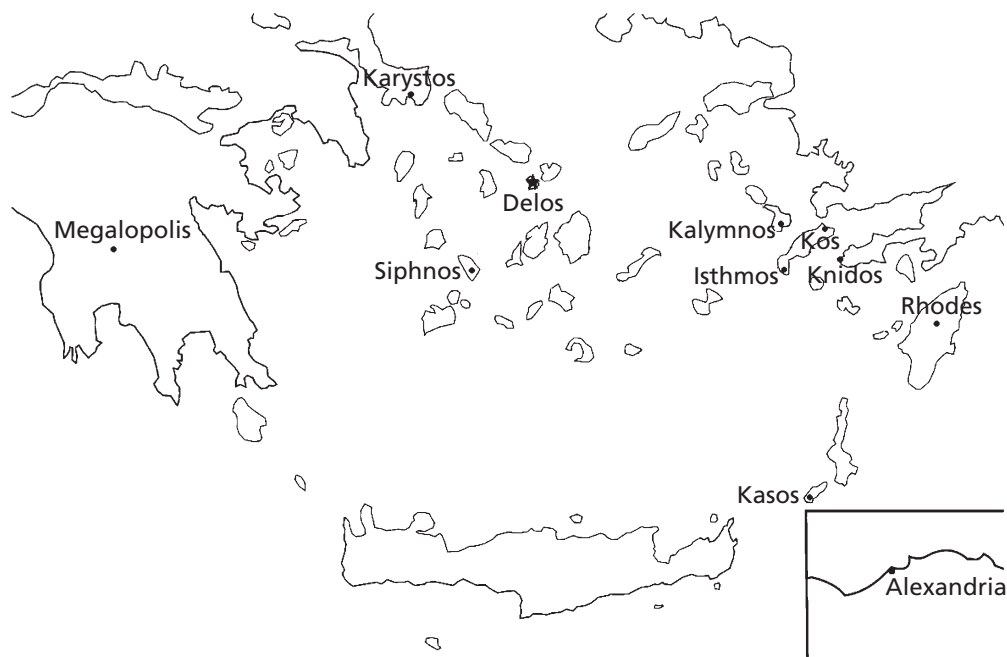 Karystos
Delos
Megalopolis
Kalymnos
Kos
Siphnos
Isthmos
Knidos
Rhodes
Kasos
Alexandria